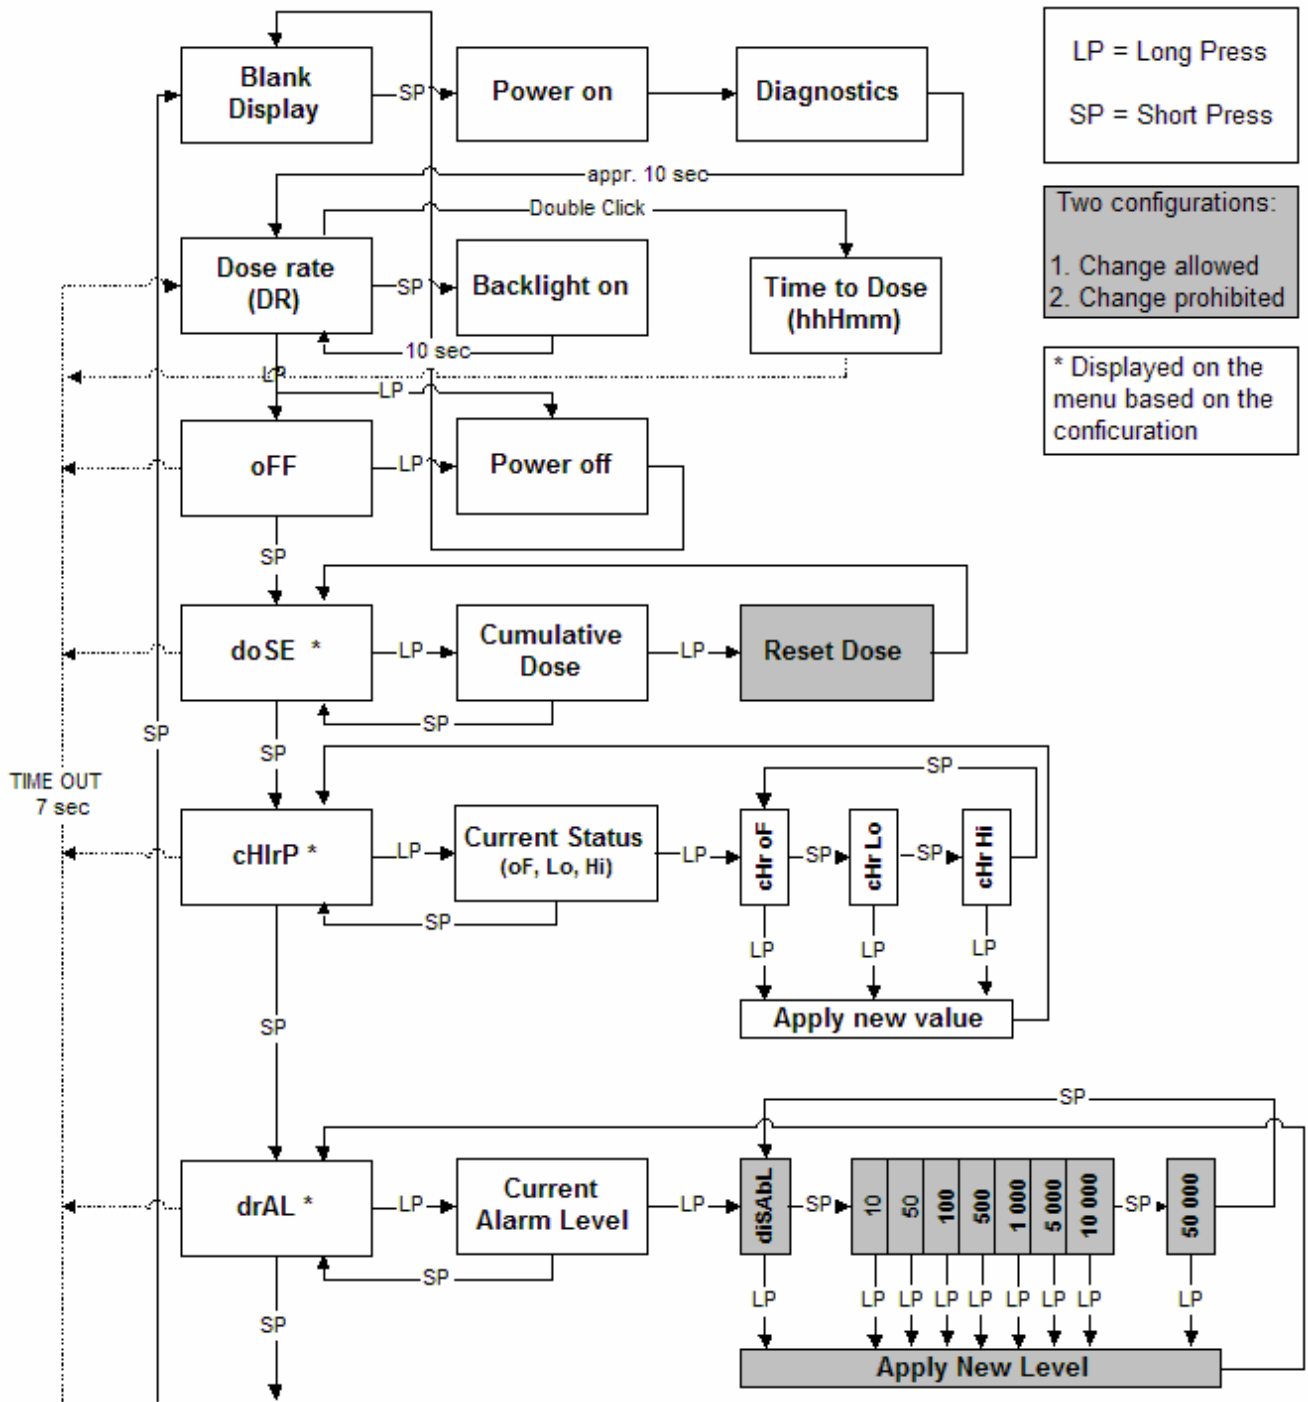 Blank
Display
SP
Power on
Diagnostics
LP = Long Press
SP = Short Press
appr. 10 sec
Double Click
Two configurations:
1. Change allowed
2. Change prohibited
Dose rate
(DR)
SP
Backlight on
Time to Dose
(hhHmm)
10 sec
* Displayed on the
menu based on the
conficuration
LP
LP
oFF
LP
Power off
SP
doSE *
LP
Cumulative
Dose
LP
Reset Dose
SP
SP
SP
TIME OUT
7 sec
SP
cHIrP *
LP
Current Status
(oF, Lo, Hi)
LP
cHr oF
SP
cHr Lo
SP
cHr Hi
SP
LP
LP
LP
Apply new value
SP
SP
drAL *
LP
Current
Alarm Level
LP
diSAbL
SP
10
50
100
500
1 000
5 000
10 000
SP
50 000
SP
LP
LP
LP
LP
LP
LP
LP
LP
LP
SP
Apply New Level